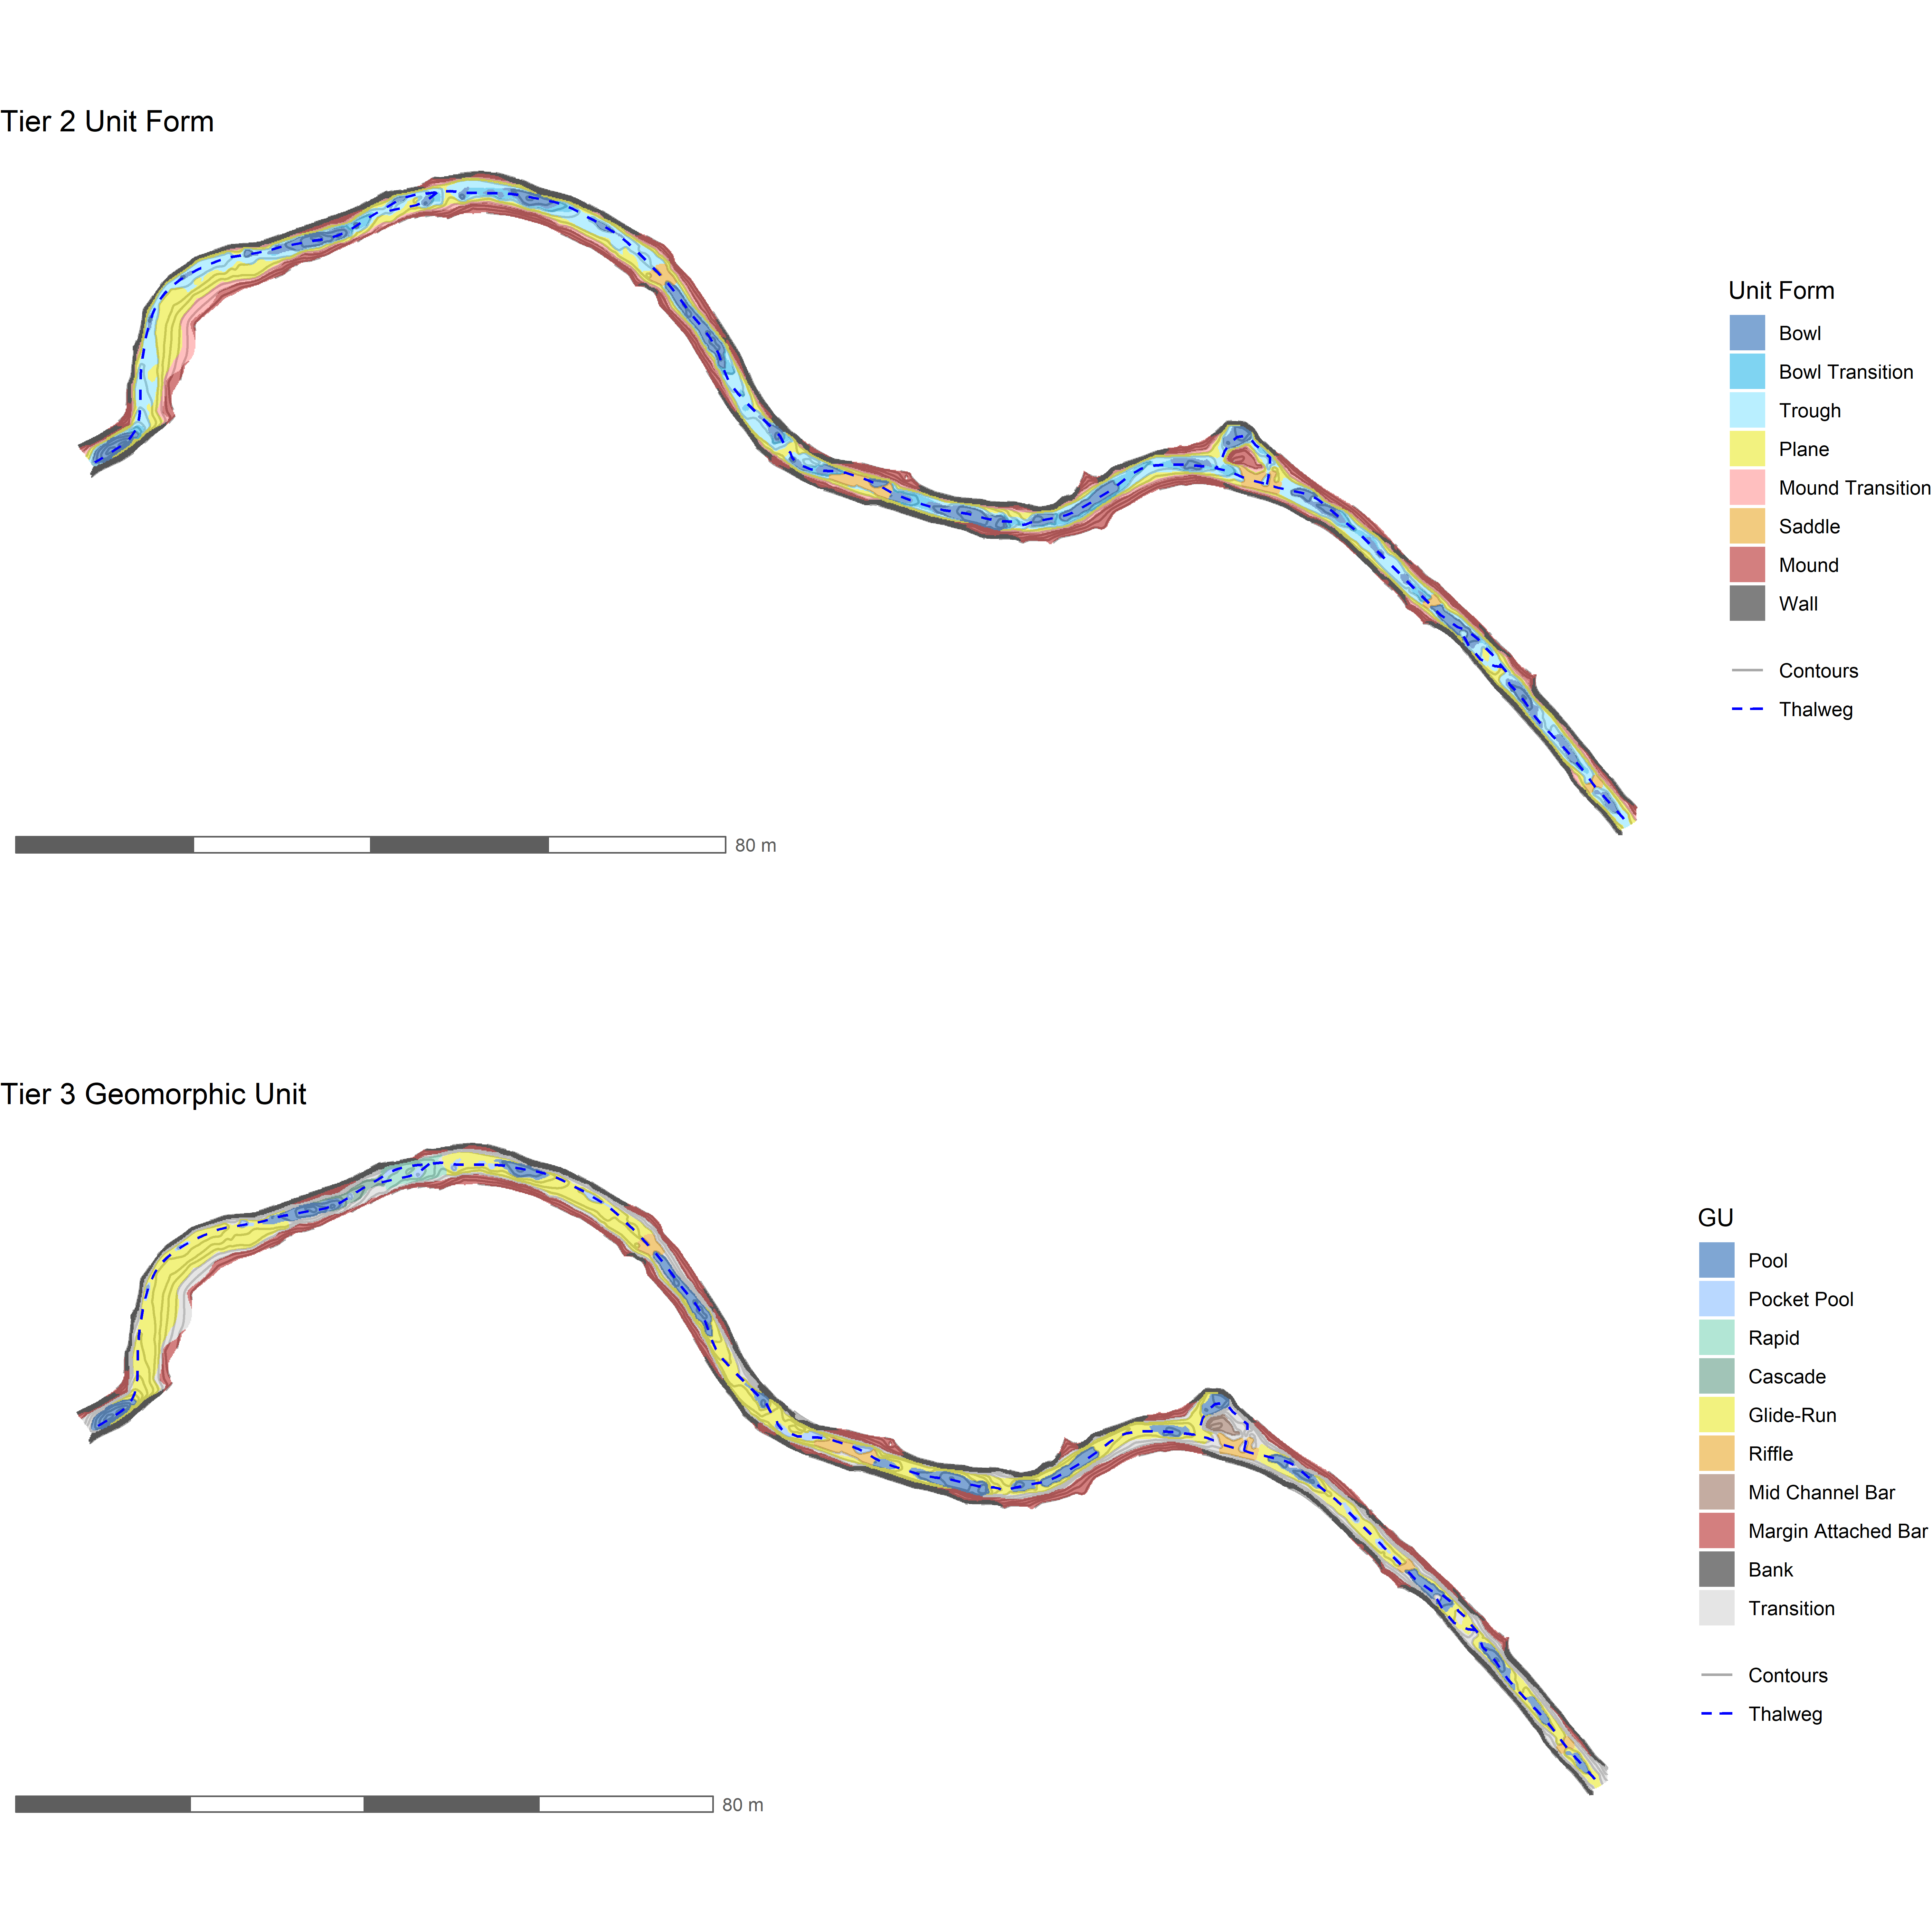 Tier 2 Unit Form
Unit Form
Bowl
Bowl Transition
Trough
Plane
Mound Transition
Saddle
Mound
Wall
Contours
Thalweg
80 m
Tier 3 Geomorphic Unit
GU
Pool
Pocket Pool
Rapid
Cascade
Glide-Run
Riffle
Mid Channel Bar
Margin Attached Bar
Bank
Transition
Contours
Thalweg
80 m